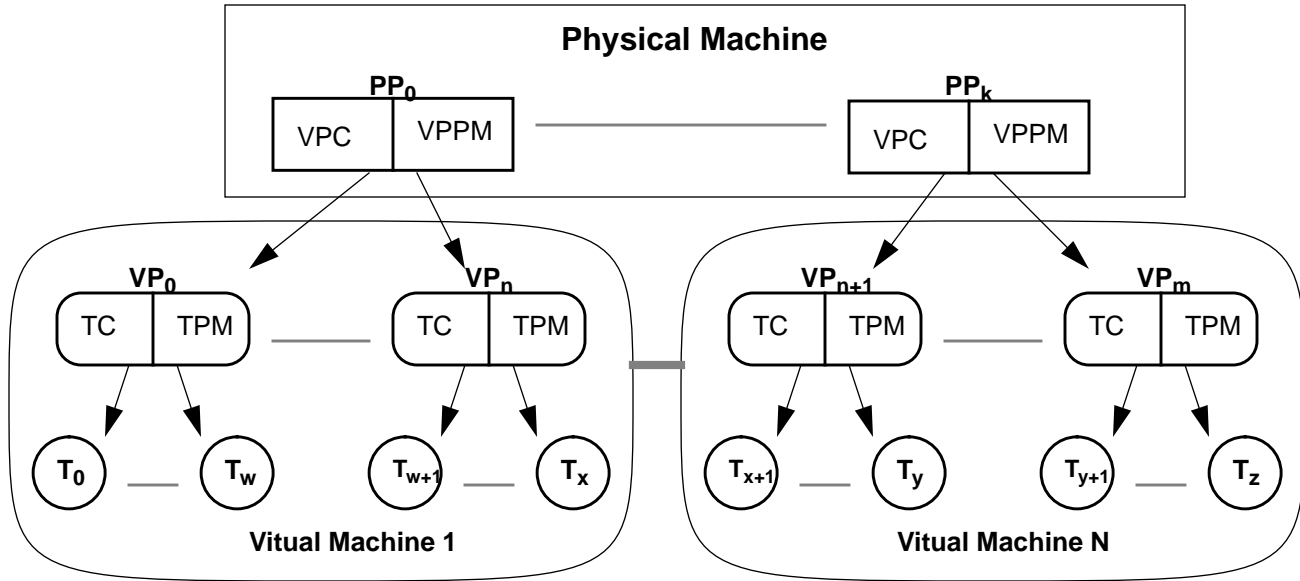 Physical Machine
PP0 PPk
VPC VPPM VPC VPPM
VP0 VPn VPn+1 VPm
TC TPM TC TPM TC TPM TC TPM
T0 Tw Tw+1 Tx Tx+1 Ty Ty+1 Tz
Vitual Machine 1 Vitual Machine N